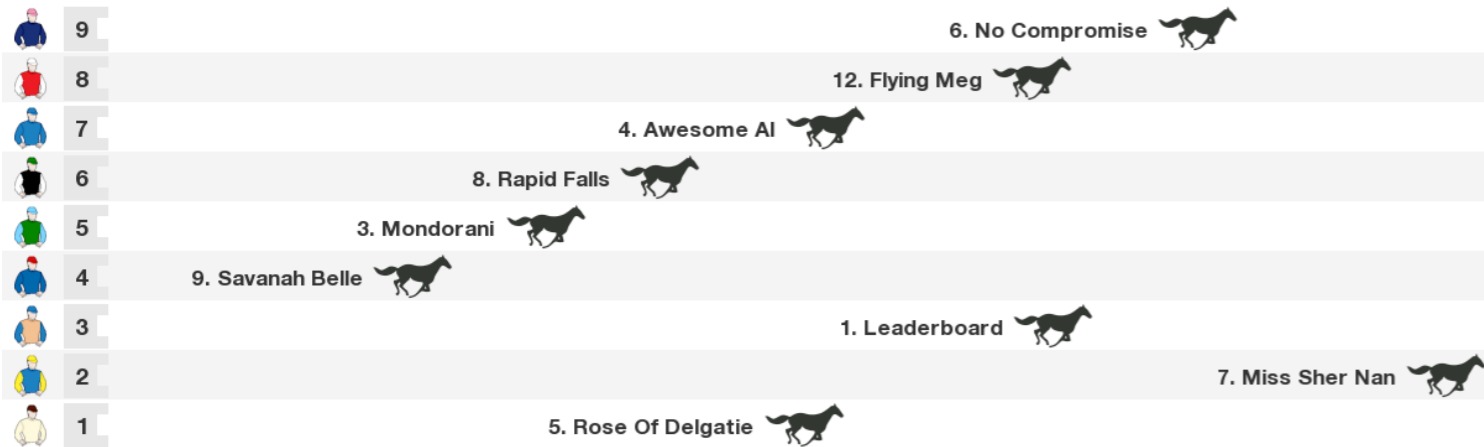 9 6. No Compromise
8 12. Flying Meg
7 4. Awesome Al
6 8. Rapid Falls
5 3. Mondorani
4 9. Savanah Belle
3 1. Leaderboard
2 7. Miss Sher Nan
1 5. Rose Of Delgatie